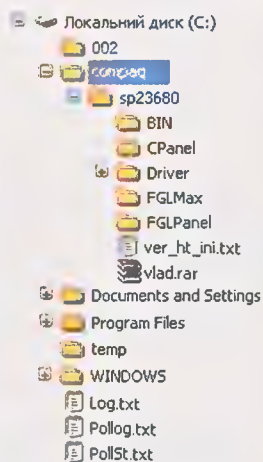 Локальний диск (C:)
002
compaq
sp23680
BIN
CPanel
Driver
FGLMax
FGLPanel
ver_ht_ini.txt
vlad.rar
Documents and Settings
Program Files
temp
WINDOWS
Log.txt
Pollog.txt
PollSt.txt